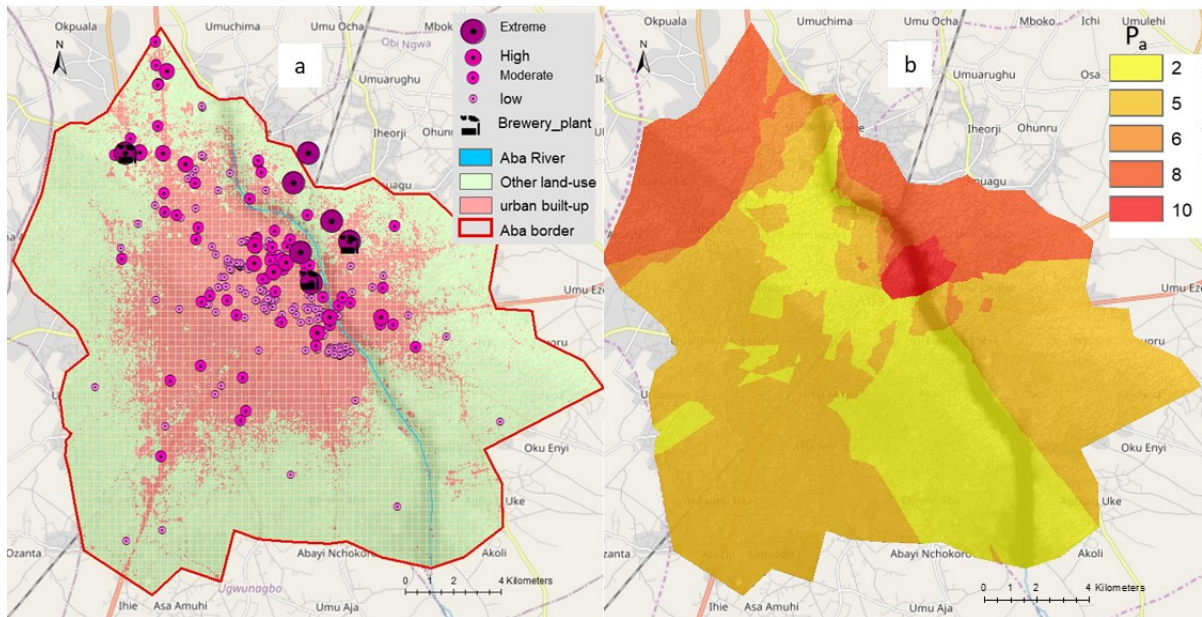 Okpuala
Umuchima
Umu Ocha
Mboko
Obi Ngwa
Umuarughu
Iheorji
Ohunru
N
a
Extreme
High
Moderate
low
Brewery_plant
Aba River
Other land-use
urban built-up
Aba border
Umu Eze
Oku Enyi
Uke
Akoli
Abayi Nchokoro
Ozanta
Ugwunagbo
Ihie
Asa Amuhi
Umu Aja
0 1 2 4 Kilometers
Okpuala
Umuchima
Umu Ocha
Mboko
Ichi
Umulehi
Umuarughu
Osa
Iheorji
Ohunru
N
b
Pa
2
5
6
8
10
Oku Enyi
Uke
Akoli
Abayi Nchokoro
Ozanta
Ihie
Asa Amuhi
Umu Aja
0 1 2 4 Kilometers